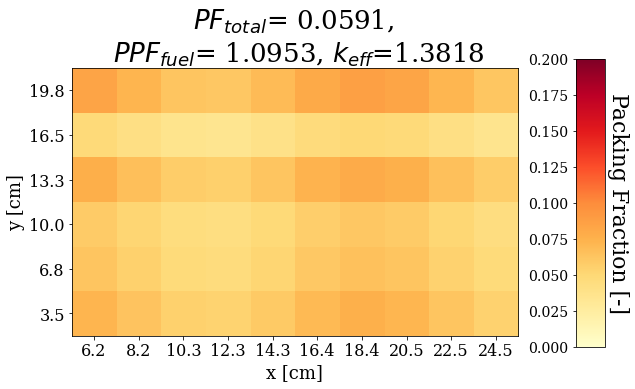 PF_total= 0.0591,
PPF_fuel= 1.0953, k_eff=1.3818
19.8
16.5
13.3
10.0
6.8
3.5
y [cm]
6.2 8.2 10.3 12.3 14.3 16.4 18.4 20.5 22.5 24.5
x [cm]
0.200
0.175
0.150
0.125
0.100
0.075
0.050
0.025
0.000
Packing Fraction [-]